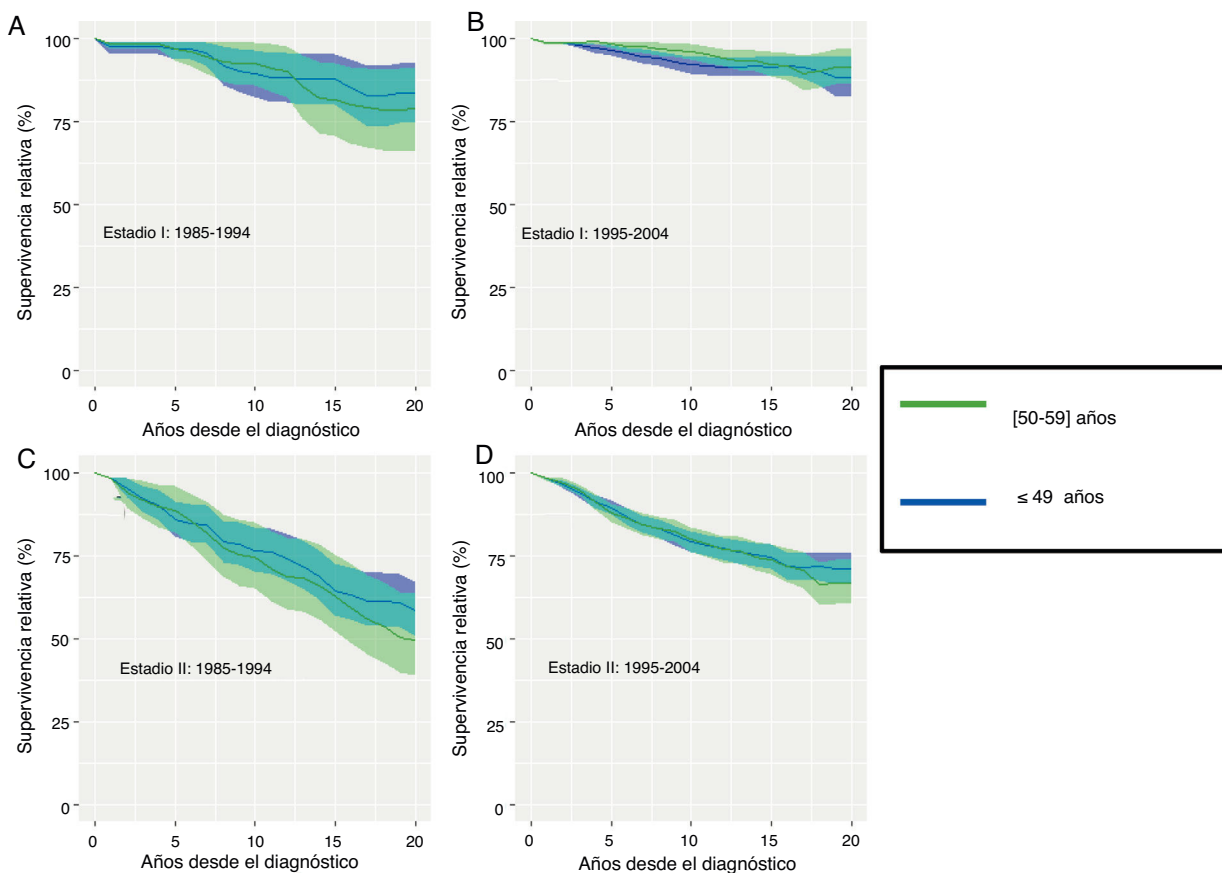 A
Supervivencia relativa (%)
100
75
50
25
0
Estadio I: 1985-1994
0 5 10 15 20
Años desde el diagnóstico
B
Supervivencia relativa (%)
100
75
50
25
0
Estadio I: 1995-2004
0 5 10 15 20
Años desde el diagnóstico
[50-59] años
≤ 49 años
C
Supervivencia relativa (%)
100
75
50
25
0
Estadio II: 1985-1994
0 5 10 15 20
Años desde el diagnóstico
D
Supervivencia relativa (%)
100
75
50
25
0
Estadio II: 1995-2004
0 5 10 15 20
Años desde el diagnóstico